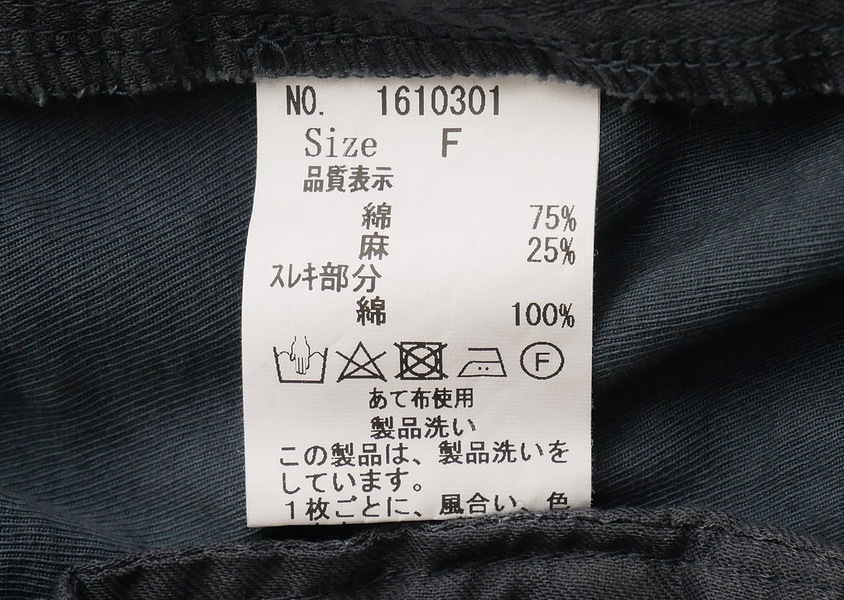 NO. 1610301
Size F
品質表示
綿 75%
麻 25%
スレキ部分
綿 100%
F
あて布使用
製品洗い
この製品は、製品洗いを
しています。
1枚ごとに、風合い、色